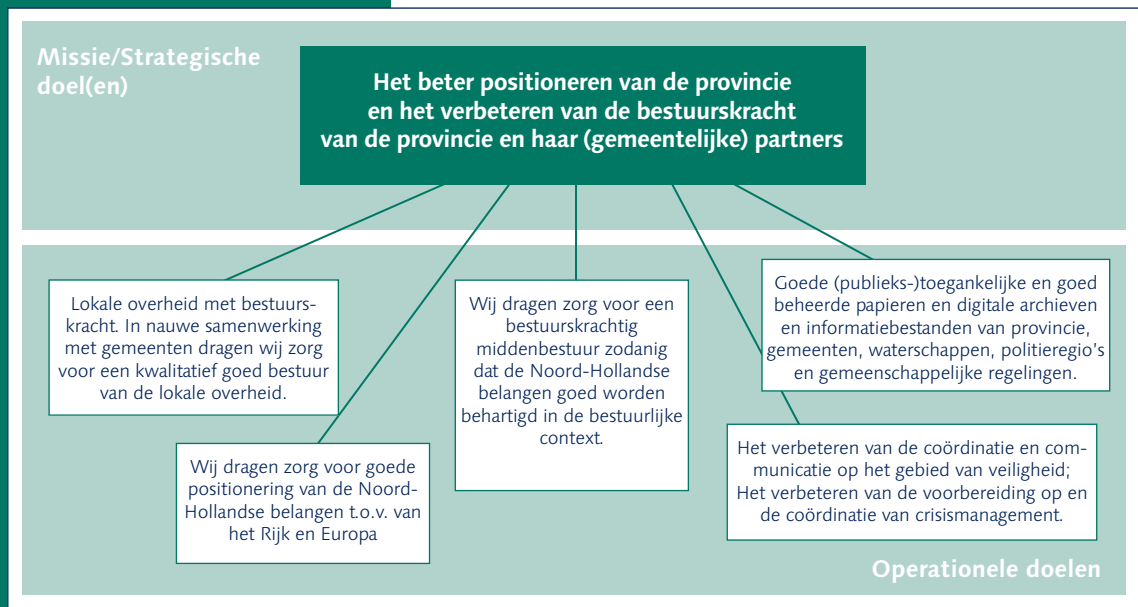 Missie/Strategische
doel(en)
Het beter positioneren van de provincie
en het verbeteren van de bestuurskracht
van de provincie en haar (gemeentelijke) partners
Lokale overheid met bestuurs-
kracht. In nauwe samenwerking
met gemeenten dragen wij zorg
voor een kwalitatief goed bestuur
van de lokale overheid.
Wij dragen zorg voor goede
positionering van de Noord-
Hollandse belangen t.o.v. van
het Rijk en Europa
Wij dragen zorg voor een
bestuurskrachtig
middenbestuur zodanig
dat de Noord-Hollandse
belangen goed worden
behartigd in de bestuurlijke
context.
Goede (publieks-)toegankelijke en goed
beheerde papieren en digitale archieven
en informatiebestanden van provincie,
gemeenten, waterschappen, politieregio's
en gemeenschappelijke regelingen.
Het verbeteren van de coördinatie en com-
municatie op het gebied van veiligheid;
Het verbeteren van de voorbereiding op en
de coördinatie van crisismanagement.
Operationele doelen